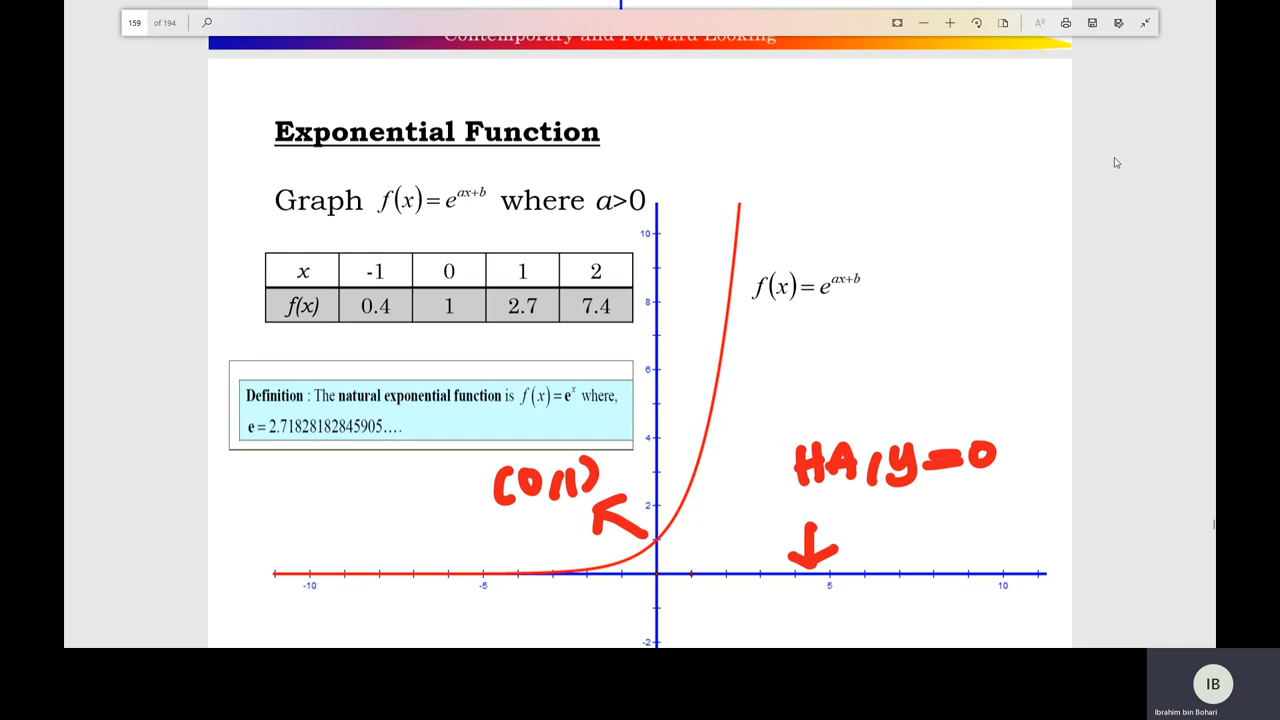 159 of 194
Contemporary and Forward Looking
Exponential Function
Graph f(x) = e^{ax+b} where a>0
x -1 0 1 2
f(x) 0.4 1 2.7 7.4
Definition : The natural exponential function is f(x) = e^x where,
e = 2.71828182845905….
10
8
6
4
2
-2
-10 -5 5 10
f(x) = e^{ax+b}
(0,1)
HA, y=0
IB
Ibrahim bin Bohari